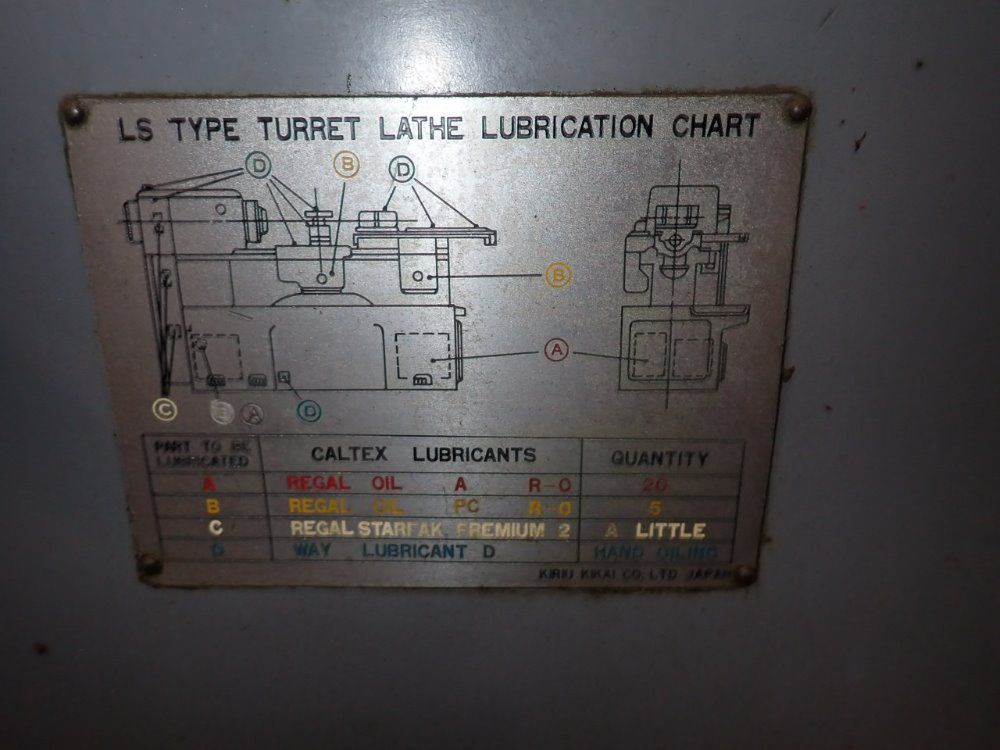 LS TYPE TURRET LATHE LUBRICATION CHART
D B D
B
A
C B A D
PART TO BE LUBRICATED CALTEX LUBRICANTS QUANTITY
A REGAL OIL A R-O 20
B REGAL OIL PC R-O 5
C REGAL STARFAK PREMIUM 2 A LITTLE
D WAY LUBRICANT D HAND OILING
KIRIU KIKAI CO. LTD JAPAN